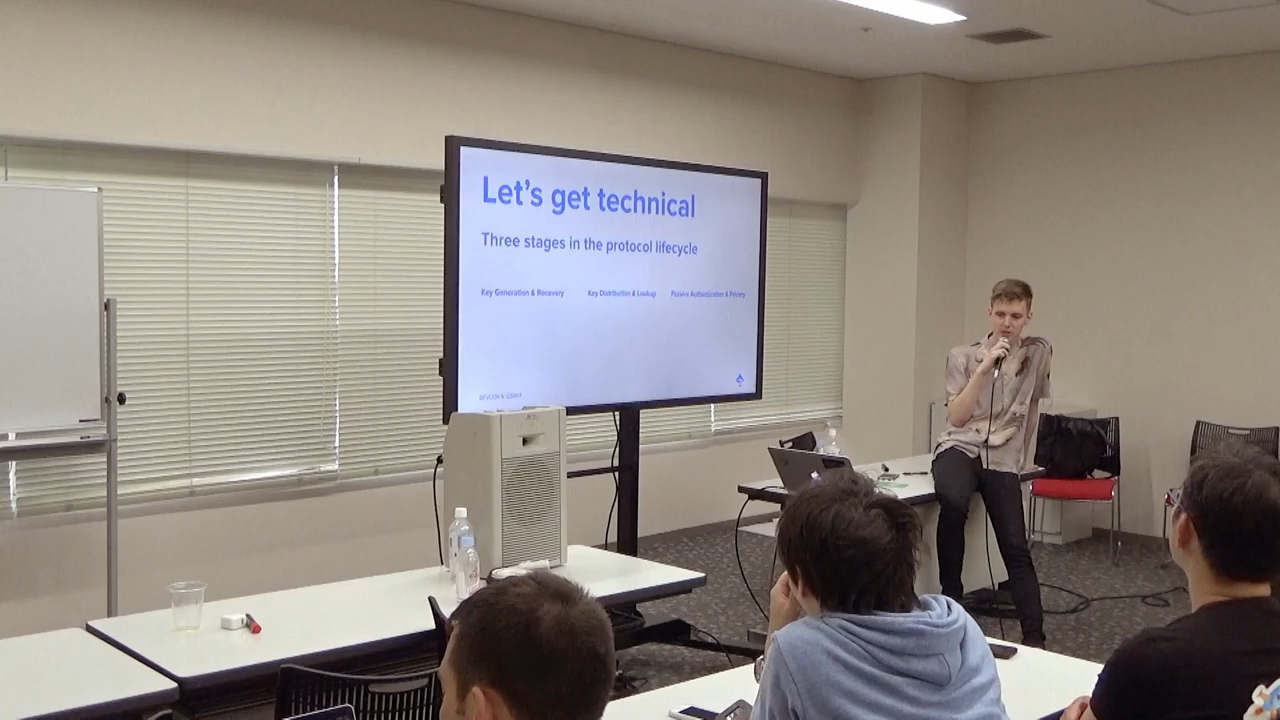 Let's get technical
Three stages in the protocol lifecycle
Key Generation & Recovery Key Distribution & Lookup Passive Authentication & Privacy
DEVCON 5: OSAKA